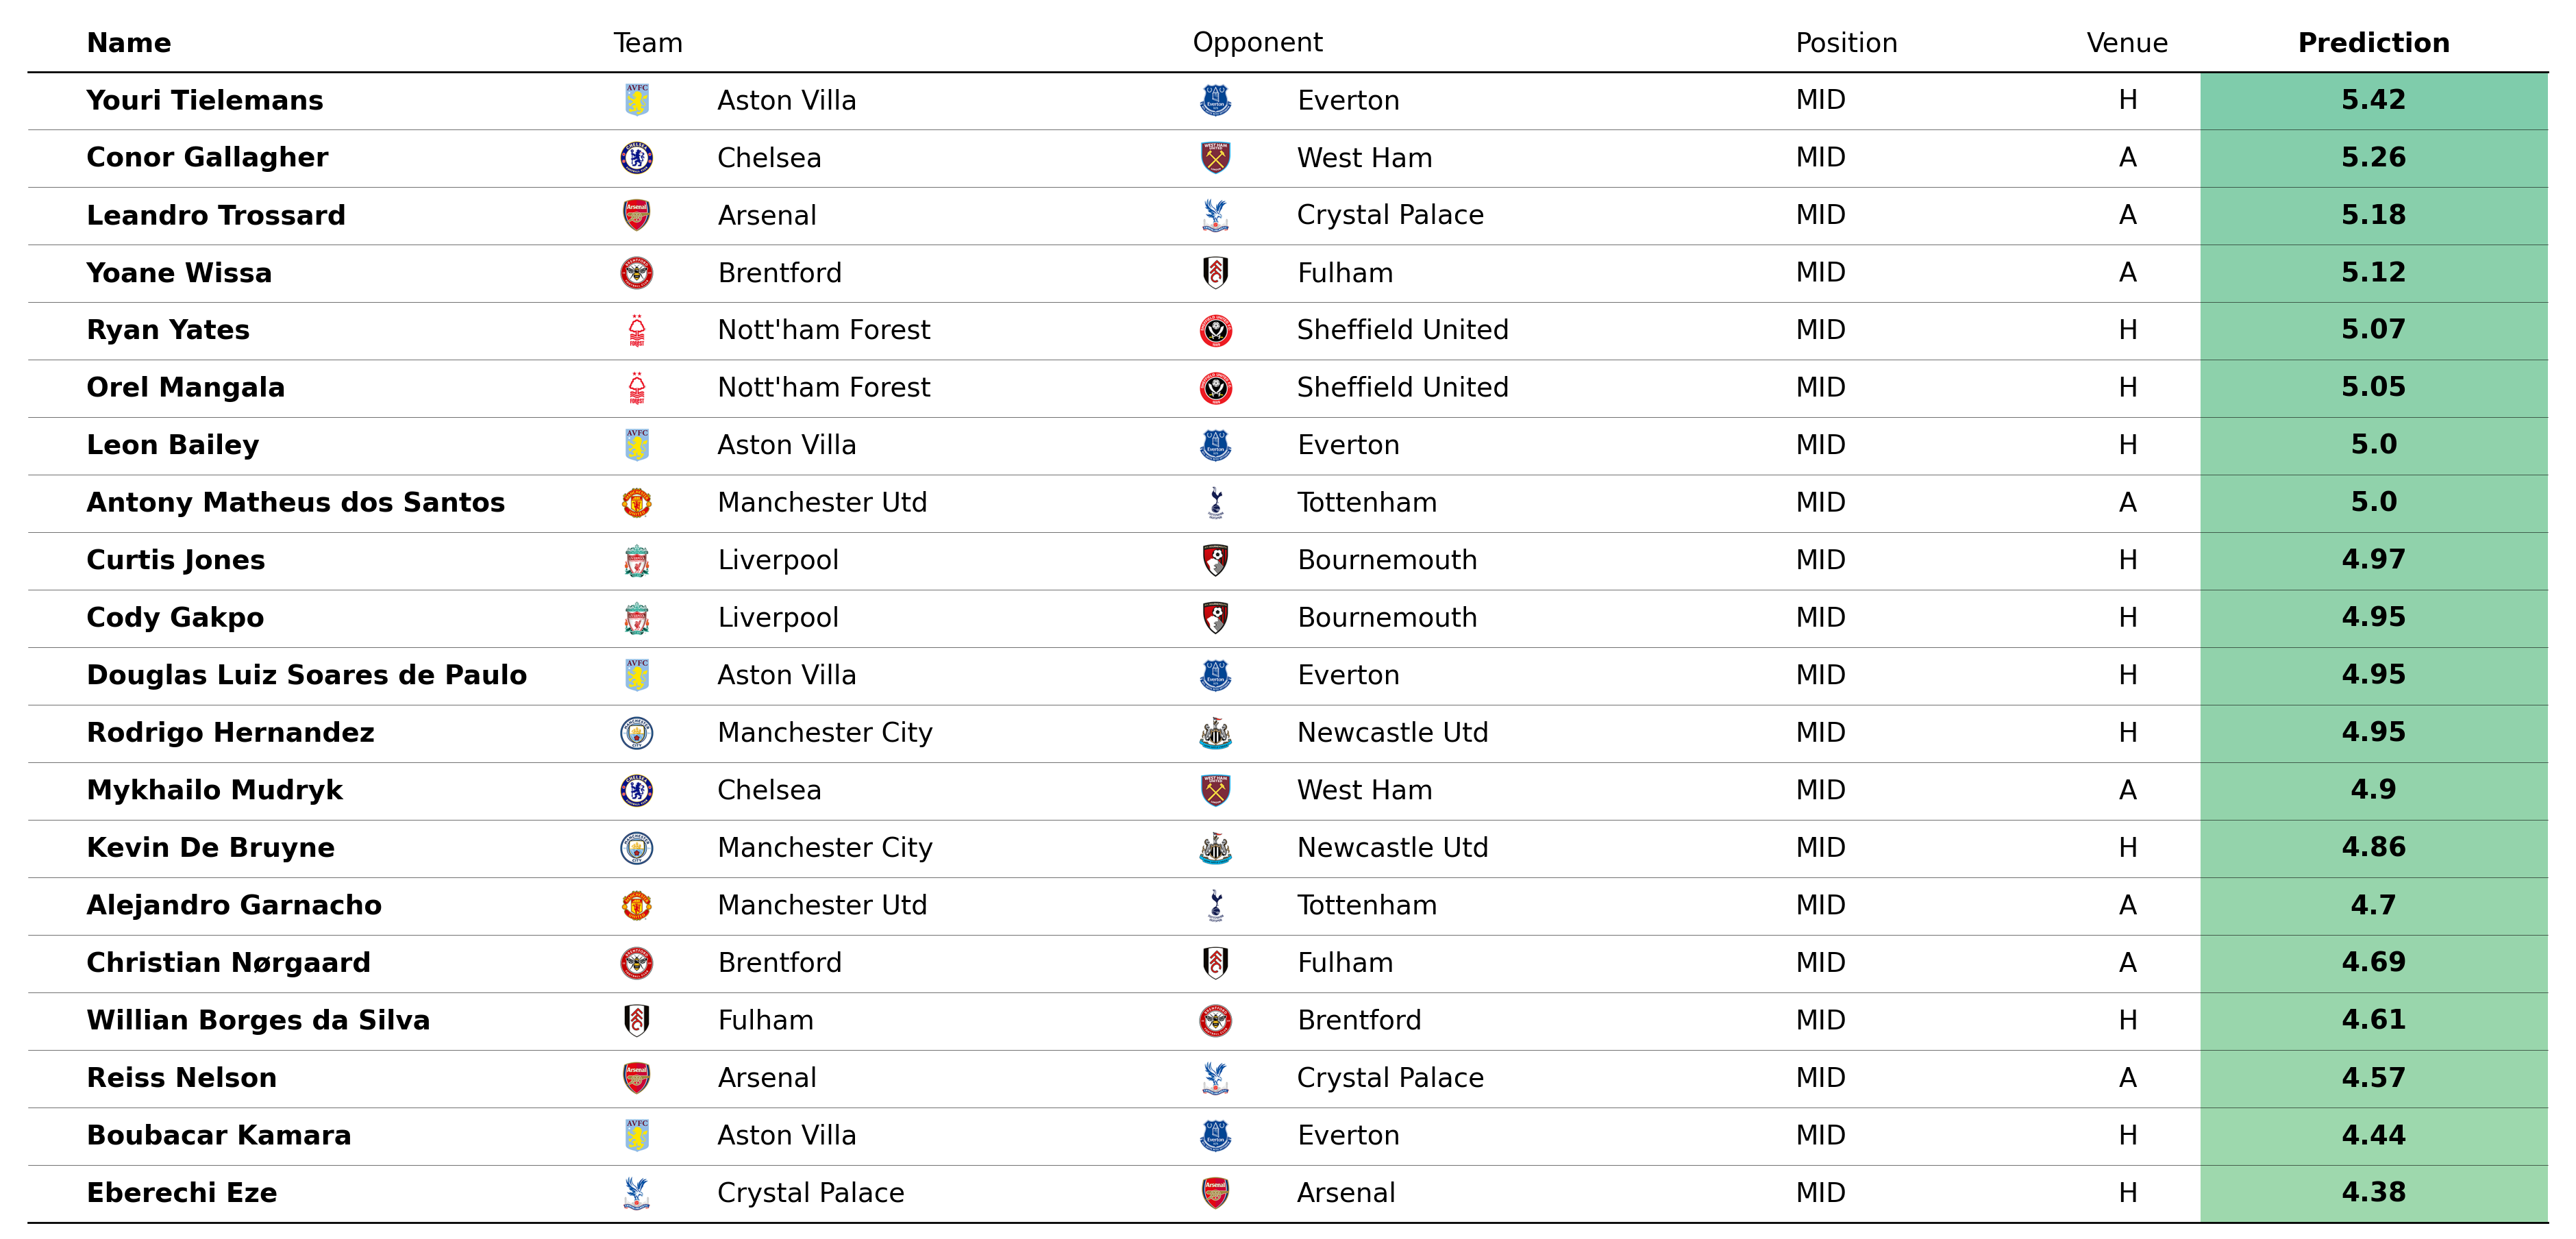 Name Team Opponent Position Venue Prediction
Youri Tielemans Aston Villa Everton MID H 5.42
Conor Gallagher Chelsea West Ham MID A 5.26
Leandro Trossard Arsenal Crystal Palace MID A 5.18
Yoane Wissa Brentford Fulham MID A 5.12
Ryan Yates Nott'ham Forest Sheffield United MID H 5.07
Orel Mangala Nott'ham Forest Sheffield United MID H 5.05
Leon Bailey Aston Villa Everton MID H 5.0
Antony Matheus dos Santos Manchester Utd Tottenham MID A 5.0
Curtis Jones Liverpool Bournemouth MID H 4.97
Cody Gakpo Liverpool Bournemouth MID H 4.95
Douglas Luiz Soares de Paulo Aston Villa Everton MID H 4.95
Rodrigo Hernandez Manchester City Newcastle Utd MID H 4.95
Mykhailo Mudryk Chelsea West Ham MID A 4.9
Kevin De Bruyne Manchester City Newcastle Utd MID H 4.86
Alejandro Garnacho Manchester Utd Tottenham MID A 4.7
Christian Nørgaard Brentford Fulham MID A 4.69
Willian Borges da Silva Fulham Brentford MID H 4.61
Reiss Nelson Arsenal Crystal Palace MID A 4.57
Boubacar Kamara Aston Villa Everton MID H 4.44
Eberechi Eze Crystal Palace Arsenal MID H 4.38